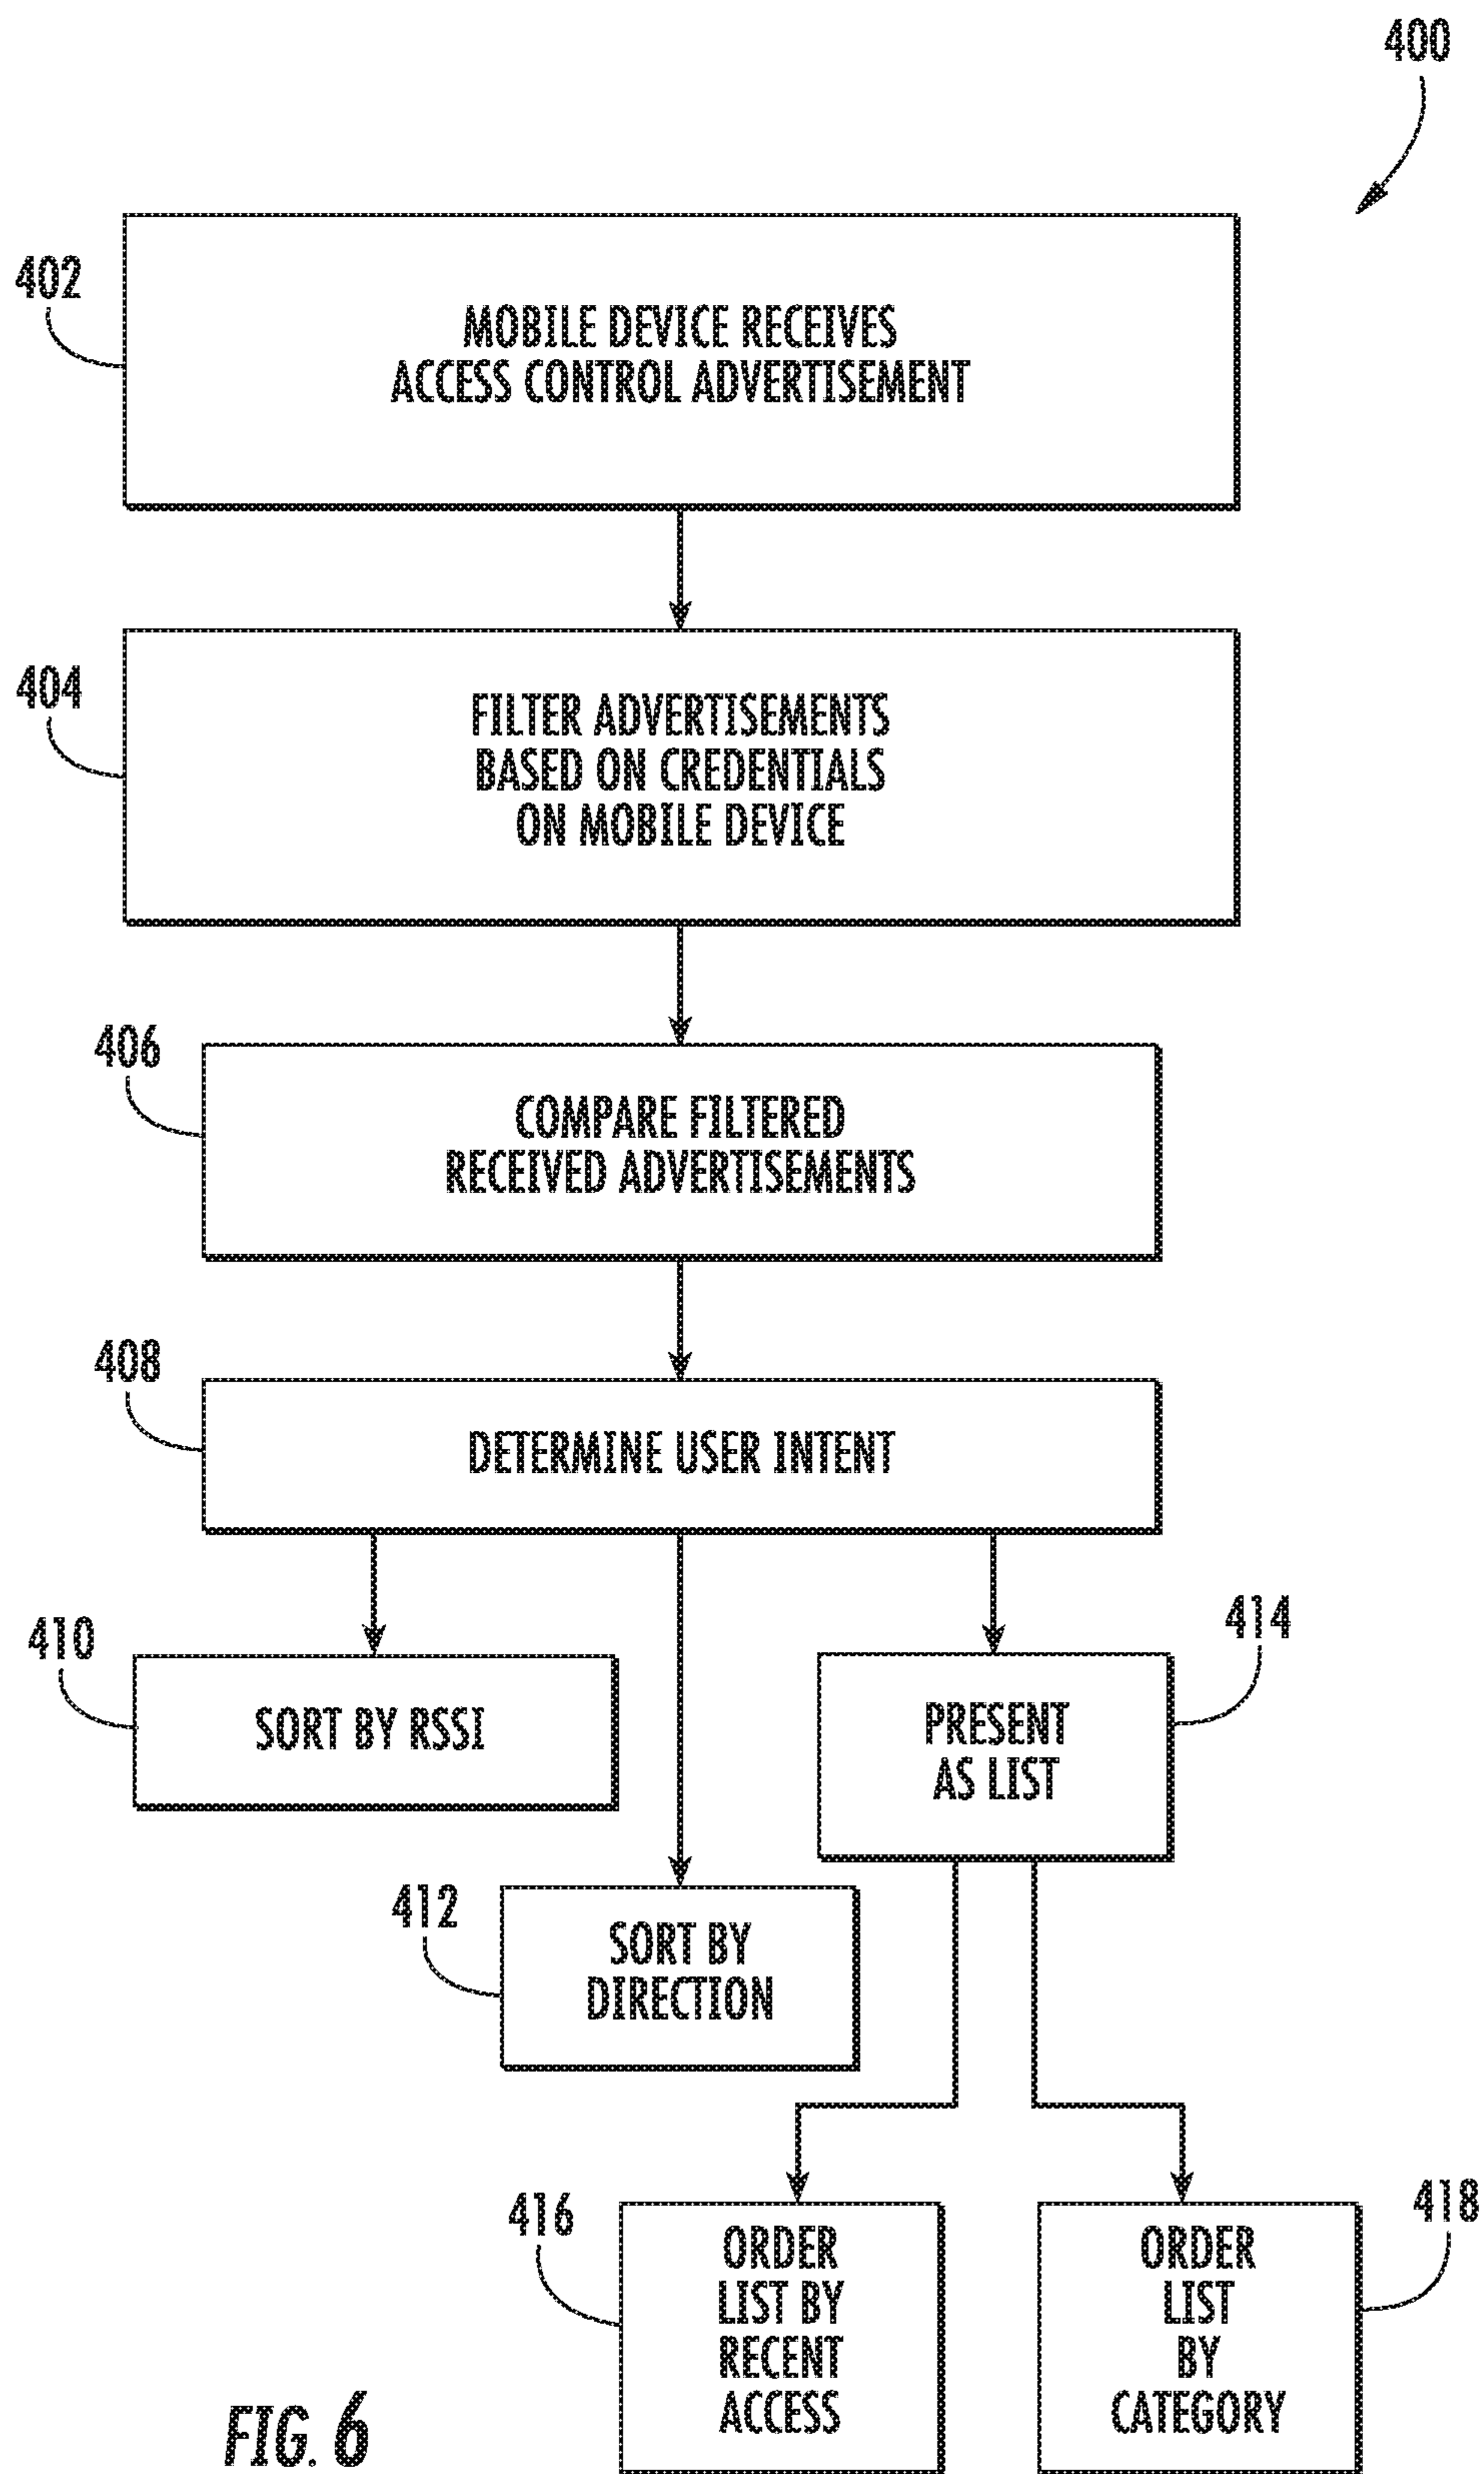 400
402
MOBILE DEVICE RECEIVES
ACCESS CONTROL ADVERTISEMENT
404
FILTER ADVERTISEMENTS
BASED ON CREDENTIALS
ON MOBILE DEVICE
406
COMPARE FILTERED
RECEIVED ADVERTISEMENTS
408
DETERMINE USER INTENT
410
SORT BY RSSI
414
PRESENT
AS LIST
412
SORT BY
DIRECTION
416
ORDER
LIST BY
RECENT
ACCESS
418
ORDER
LIST
BY
CATEGORY
FIG. 6